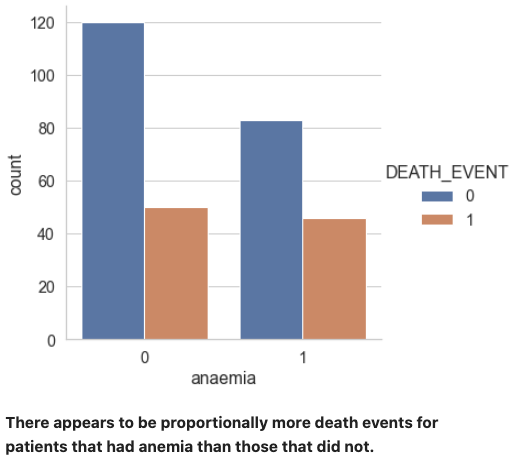 120
100
80
60
40
20
0
count
0
1
anaemia
DEATH_EVENT
0
1
There appears to be proportionally more death events for
patients that had anemia than those that did not.